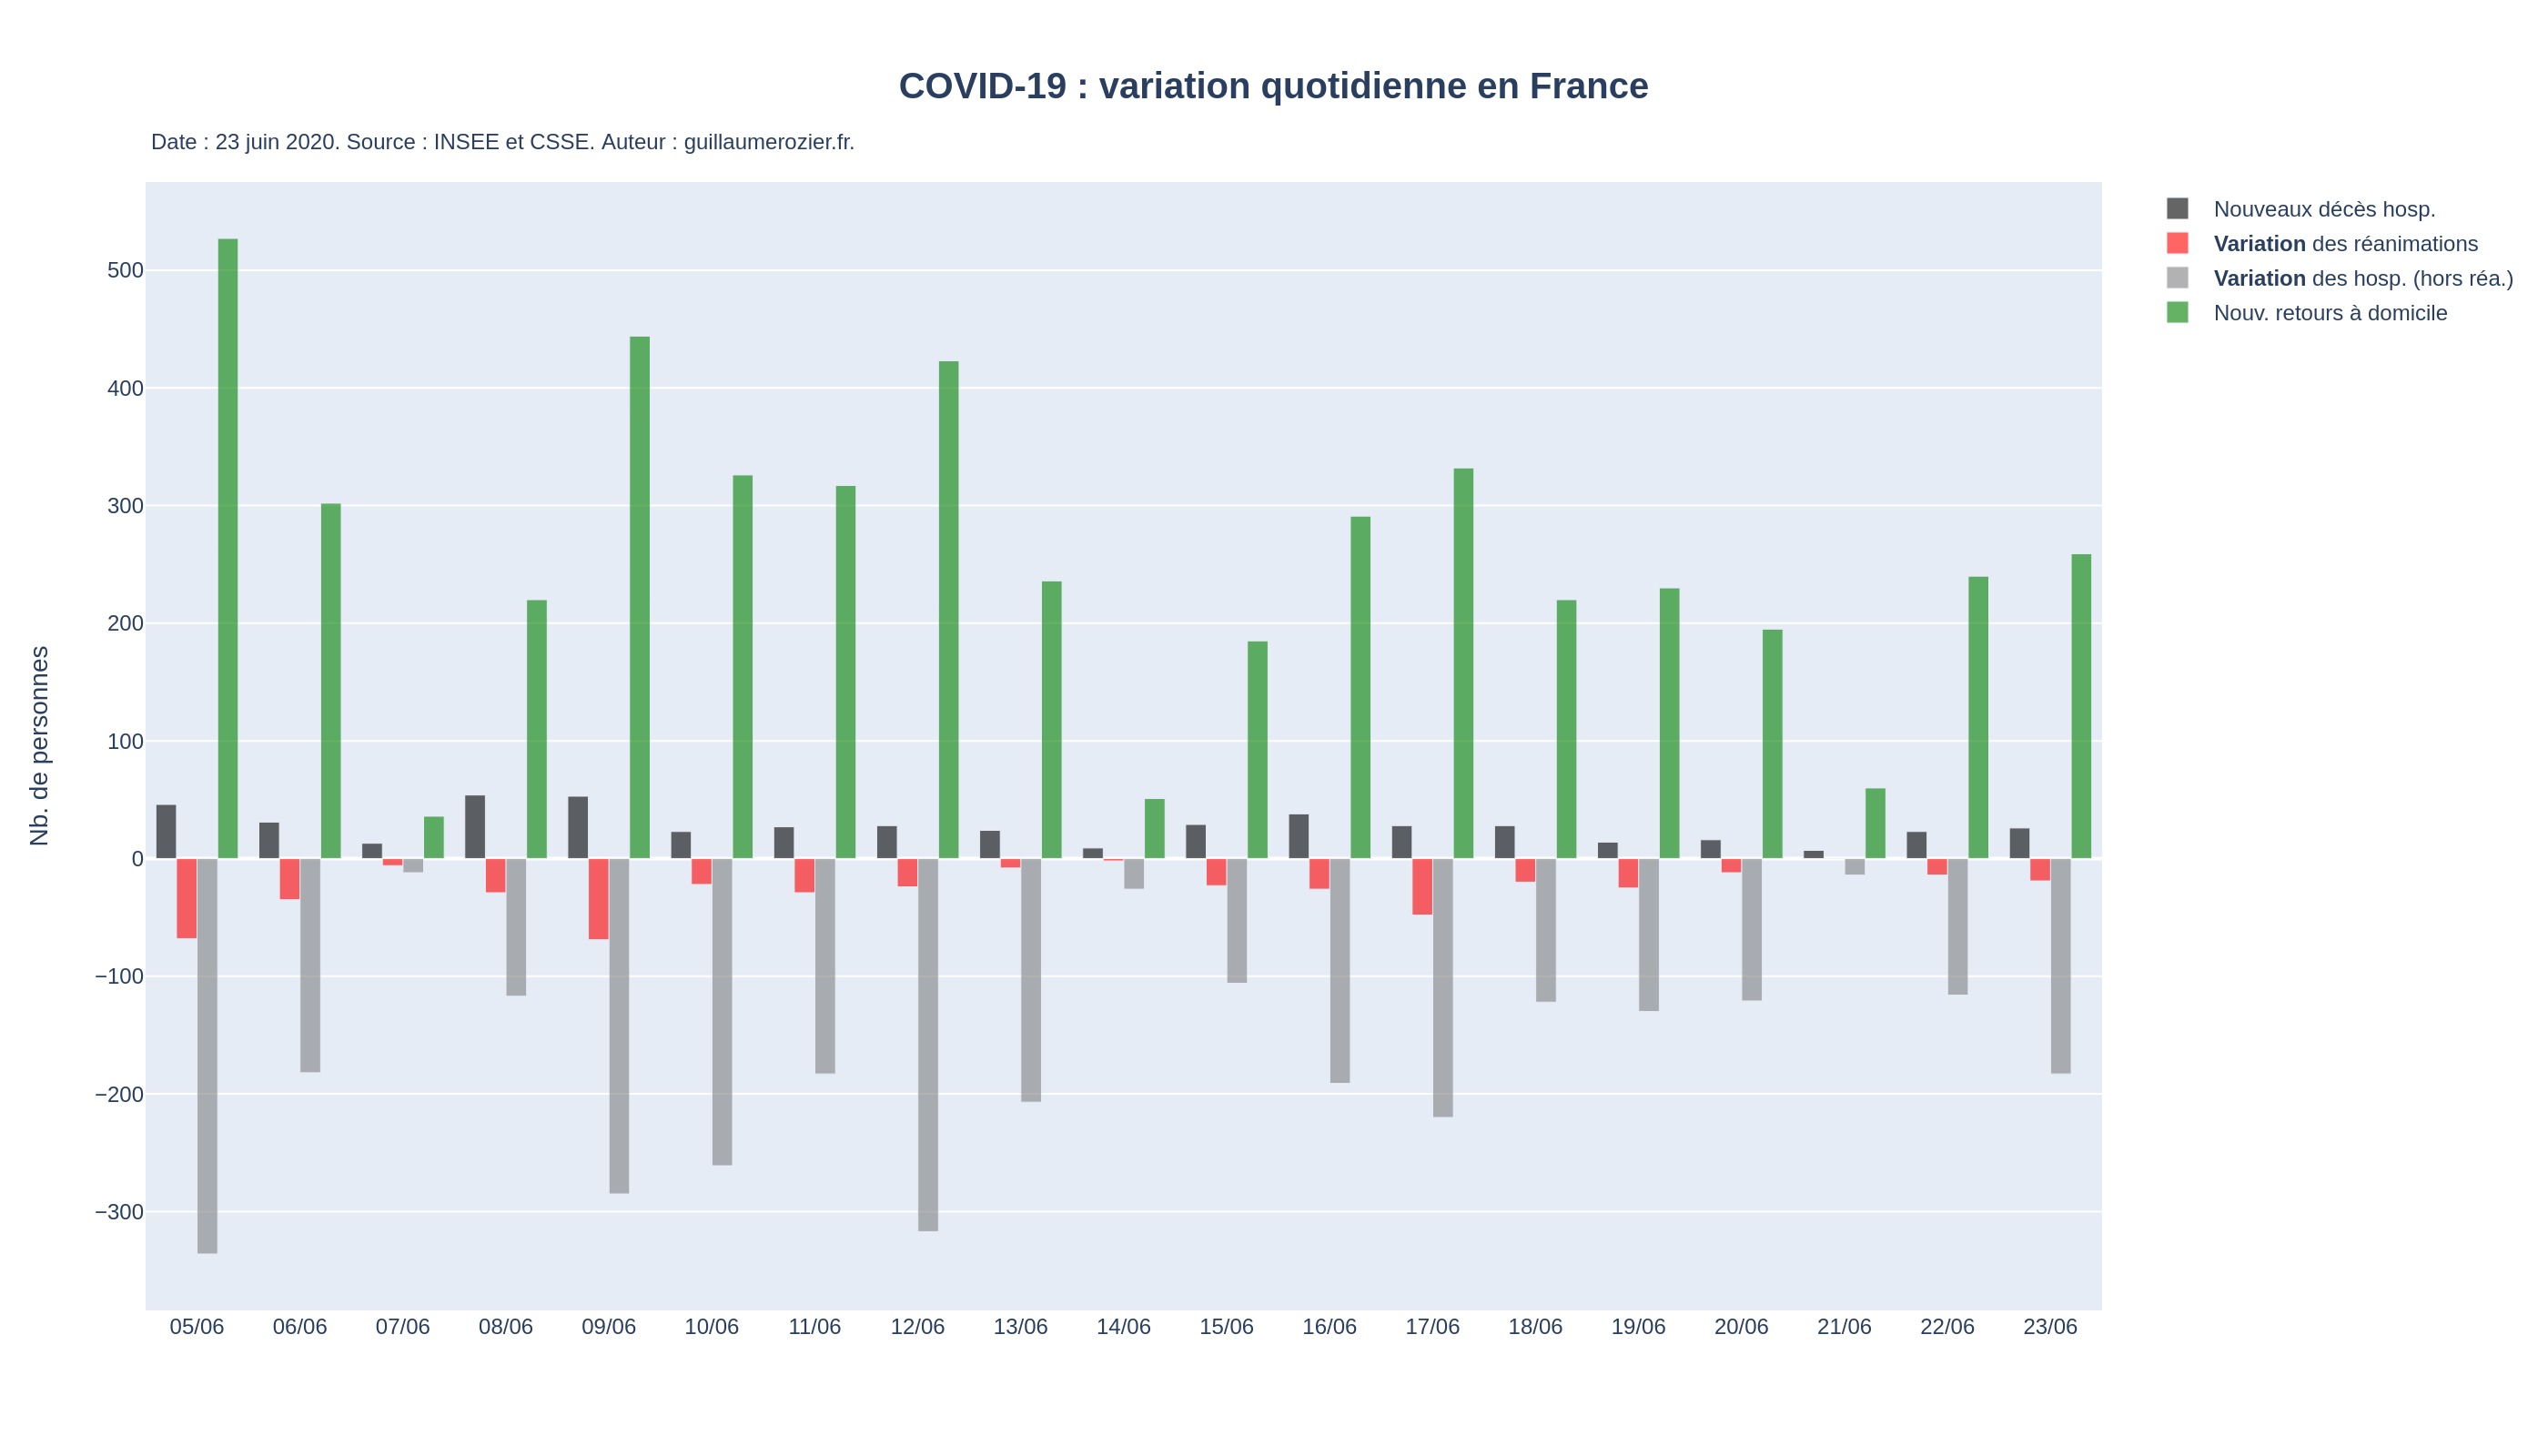 COVID-19 : variation quotidienne en France
Date : 23 juin 2020. Source : INSEE et CSSE. Auteur : guillaumerozier.fr.
Nouveaux décès hosp.
Variation des réanimations
Variation des hosp. (hors réa.)
Nouv. retours à domicile
Nb. de personnes
500
400
300
200
100
0
−100
−200
−300
05/06 06/06 07/06 08/06 09/06 10/06 11/06 12/06 13/06 14/06 15/06 16/06 17/06 18/06 19/06 20/06 21/06 22/06 23/06